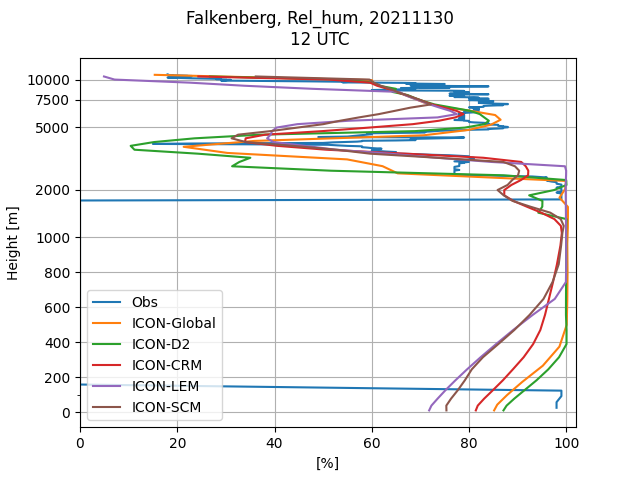 Falkenberg, Rel_hum, 20211130
12 UTC
10000
7500
5000
2000
1000
800
600
400
200
0
Height [m]
Obs
ICON-Global
ICON-D2
ICON-CRM
ICON-LEM
ICON-SCM
0 20 40 60 80 100
[%]